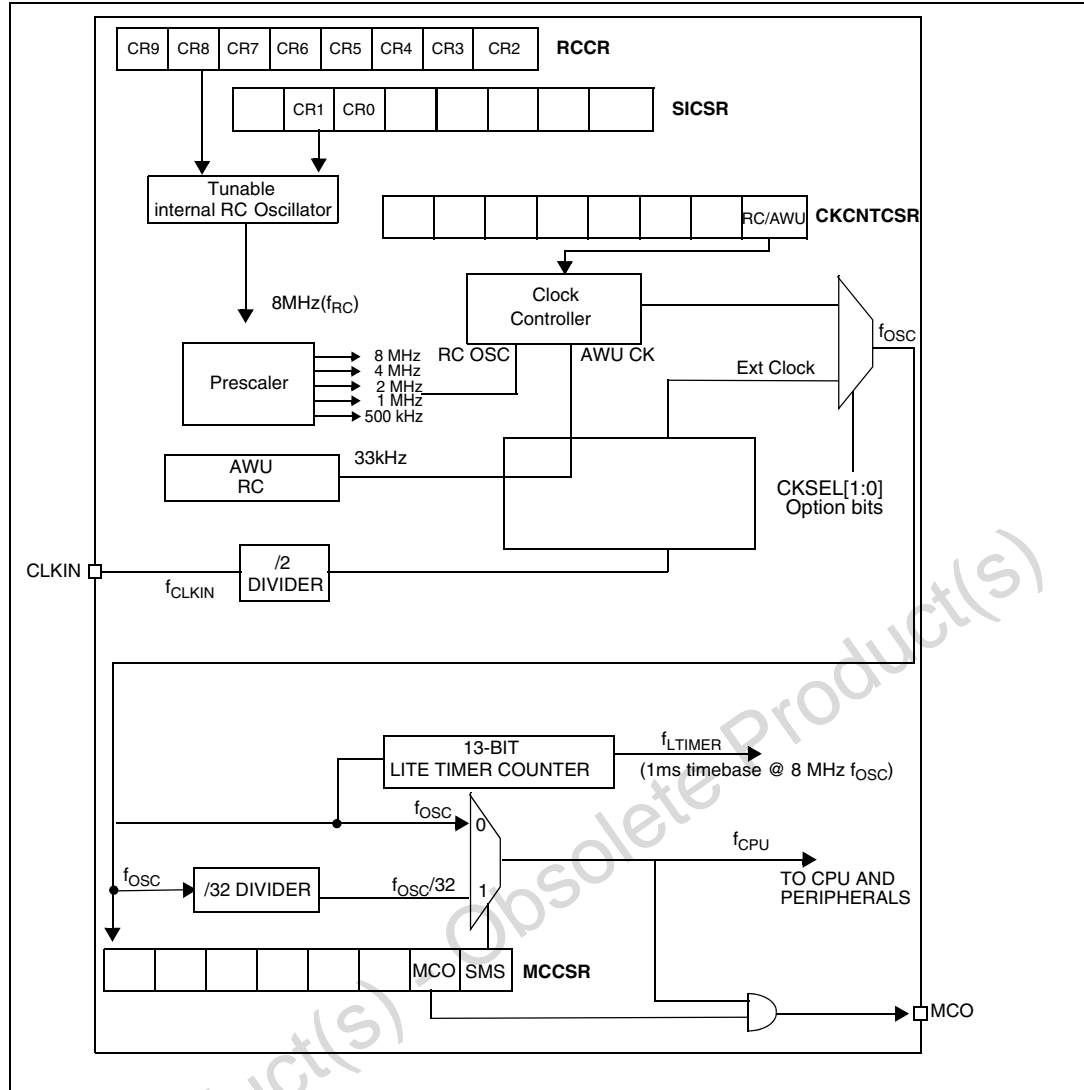 CR9 CR8 CR7 CR6 CR5 CR4 CR3 CR2 RCCR
CR1 CR0 SICSR
Tunable
internal RC Oscillator
RC/AWU CKCNTCSR
8MHz(fRC)
Clock
Controller
fOSC
RC OSC
AWU CK
Ext Clock
Prescaler
8 MHz
4 MHz
2 MHz
1 MHz
500 kHz
AWU
RC
33kHz
CKSEL[1:0]
Option bits
CLKIN
fCLKIN
/2
DIVIDER
13-BIT
LITE TIMER COUNTER
fLTIMER
(1ms timebase @ 8 MHz fOSC)
fOSC
0
fCPU
TO CPU AND
PERIPHERALS
fOSC
/32 DIVIDER
fOSC/32
1
MCO SMS MCCSR
MCO
duct(s) - Obsolete Product(s)